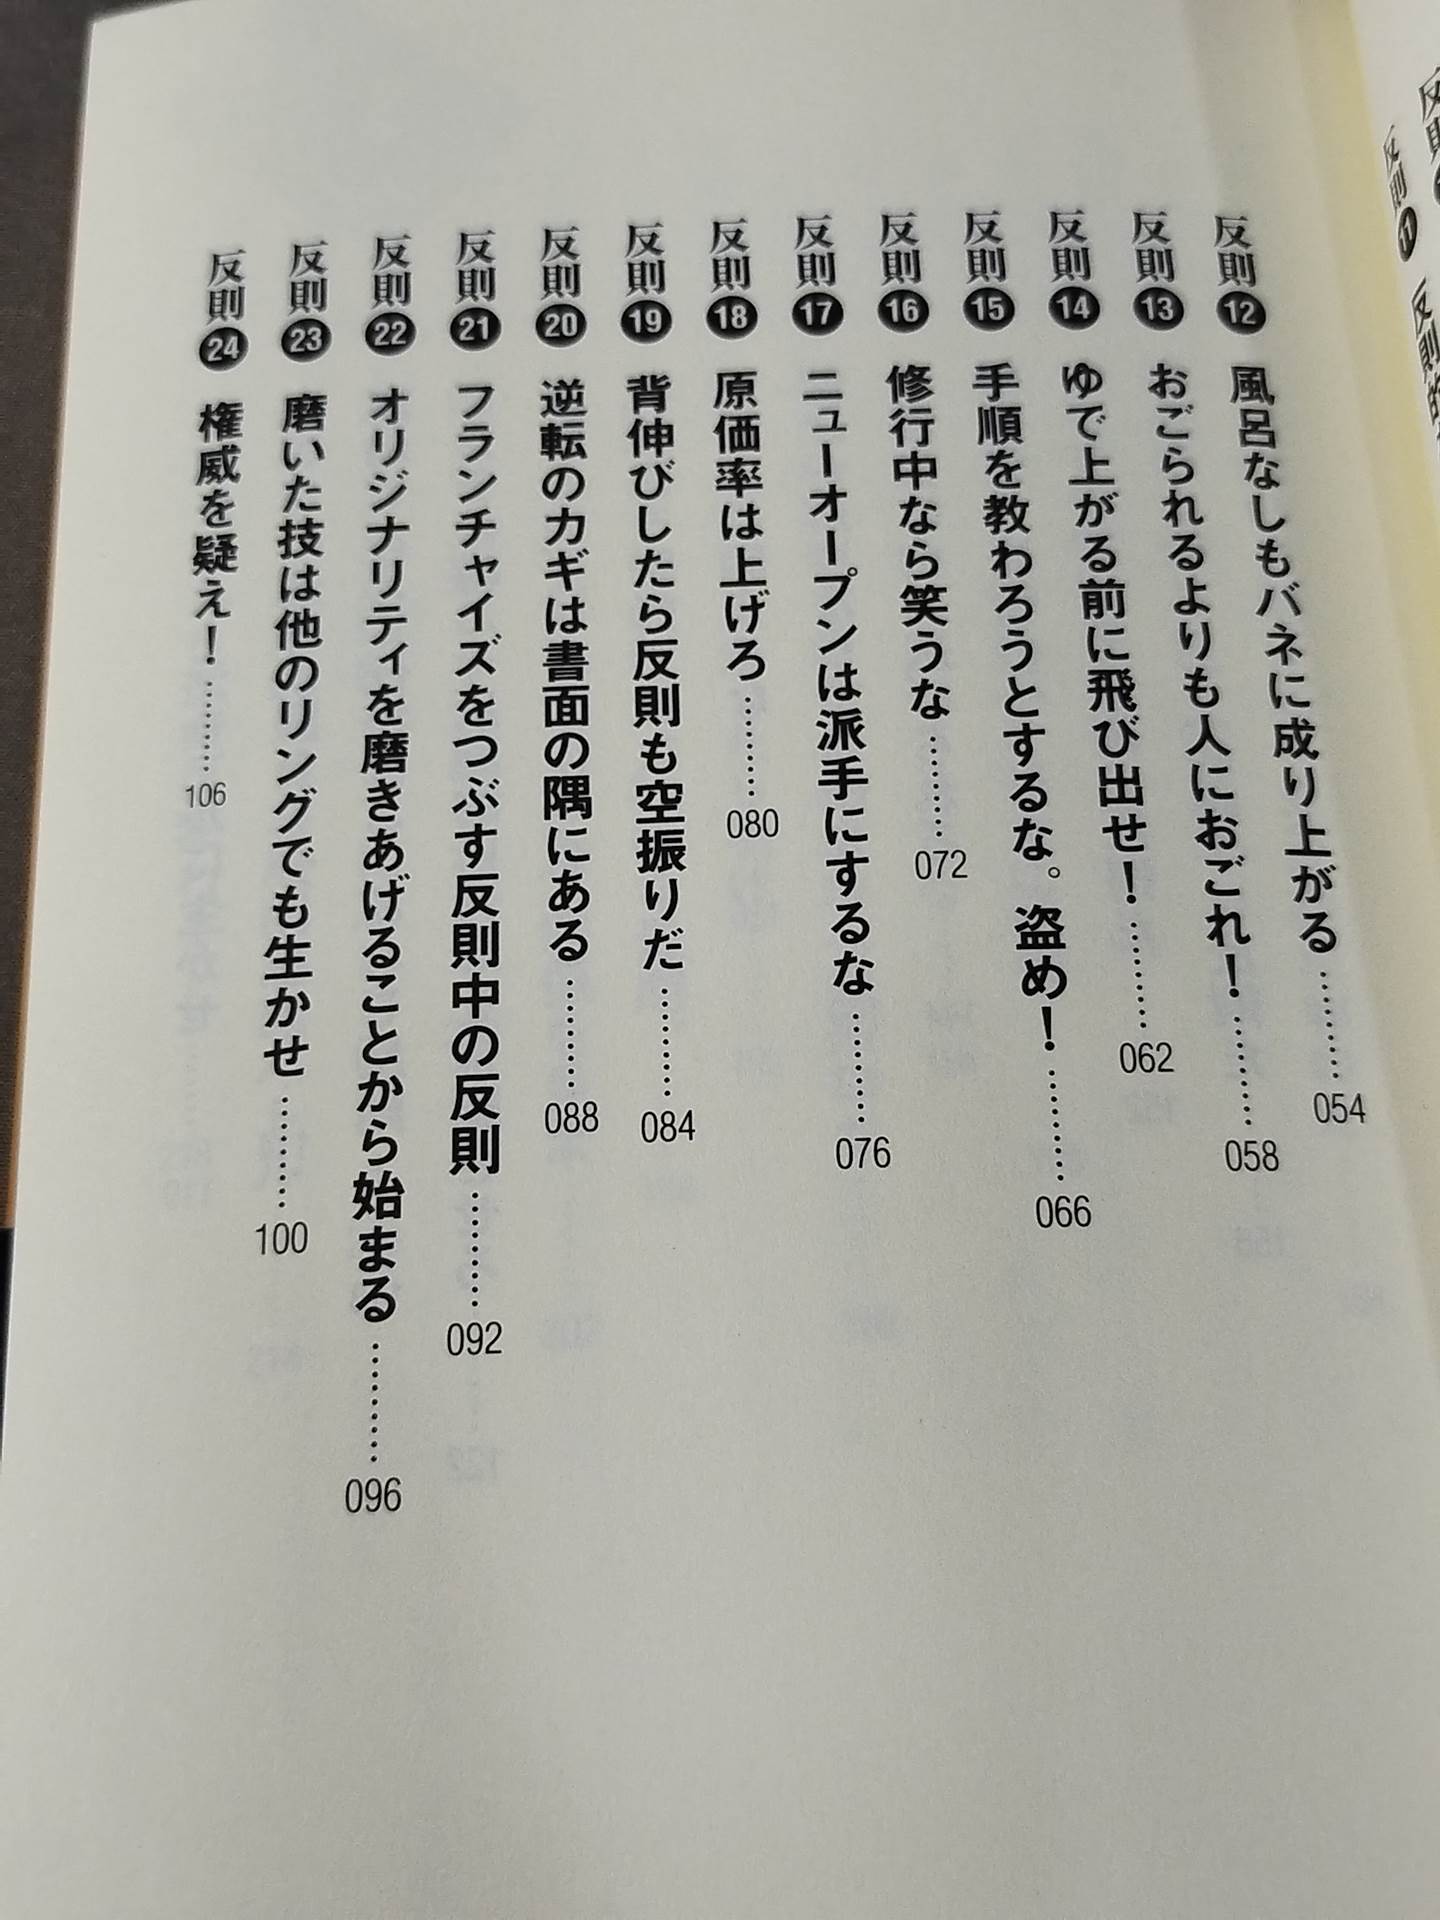 反則11 反則的
反則12 風呂なしもバネに成り上がる…………054
反則13 おごられるよりも人におごれ！…………058
反則14 ゆで上がる前に飛び出せ！…………062
反則15 手順を教わろうとするな。盗め！…………066
反則16 修行中なら笑うな…………072
反則17 ニューオープンは派手にするな…………076
反則18 原価率は上げろ…………080
反則19 背伸びしたら反則も空振りだ…………084
反則20 逆転のカギは書面の隅にある…………088
反則21 フランチャイズをつぶす反則中の反則…………092
反則22 オリジナリティを磨きあげることから始まる…………096
反則23 磨いた技は他のリングでも生かせ…………100
反則24 権威を疑え！…………106